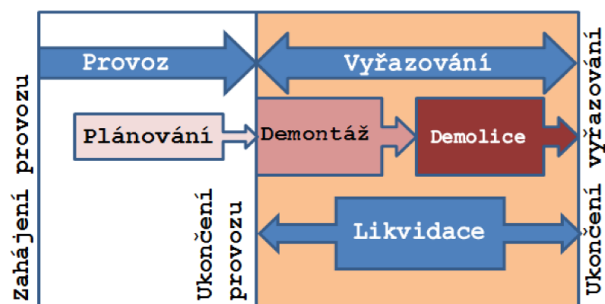 Provoz
Vyřazování
Plánování
Demontáž
Demolice
Likvidace
Zahájení provozu
Ukončení
provozu
Ukončení vyřazování